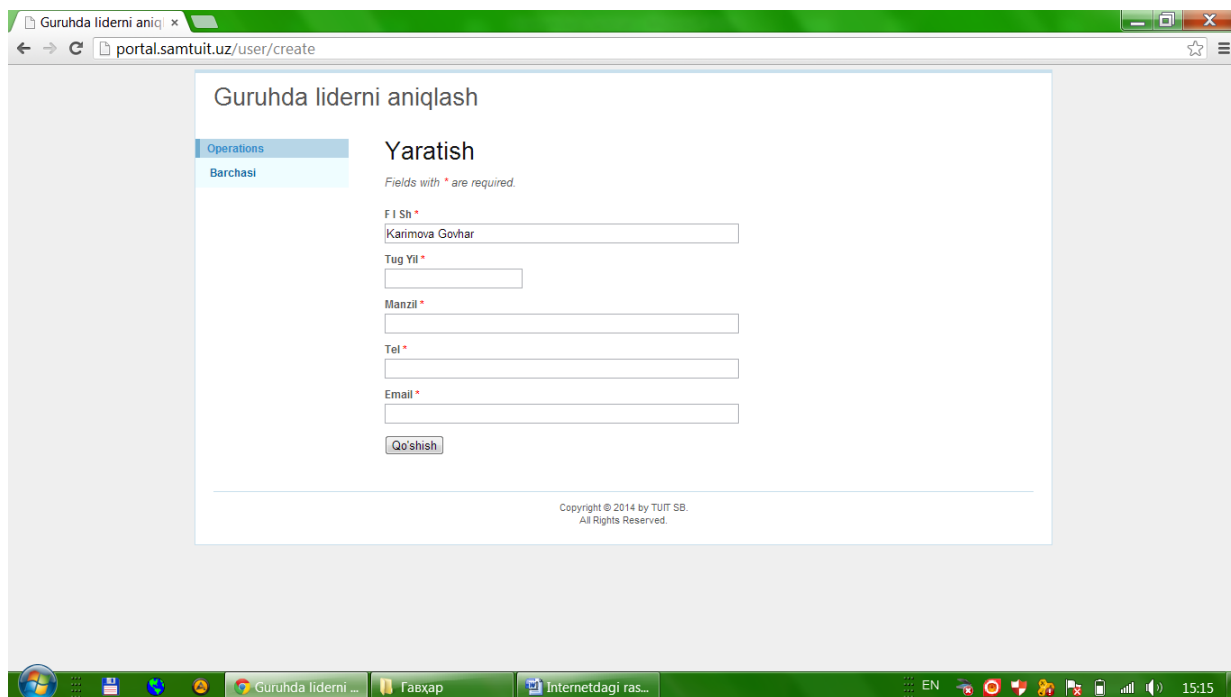 Guruhda liderni aniql ×
portal.samtuit.uz/user/create
Guruhda liderni aniqlash
Operations
Barchasi
Yaratish
Fields with * are required.
F I Sh *
Karimova Govhar
Tug Yil *
Manzil *
Tel *
Email *
Qo'shish
Copyright © 2014 by TUIT SB.
All Rights Reserved.
Guruhda liderni ...
Гавхар
Internetdagi ras...
EN
15:15